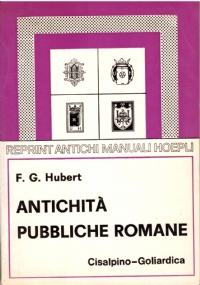 REPRINT ANTICHI MANUALI HOEPLI
F. G. Hubert
ANTICHITÀ
PUBBLICHE ROMANE
Cisalpino–Goliardica